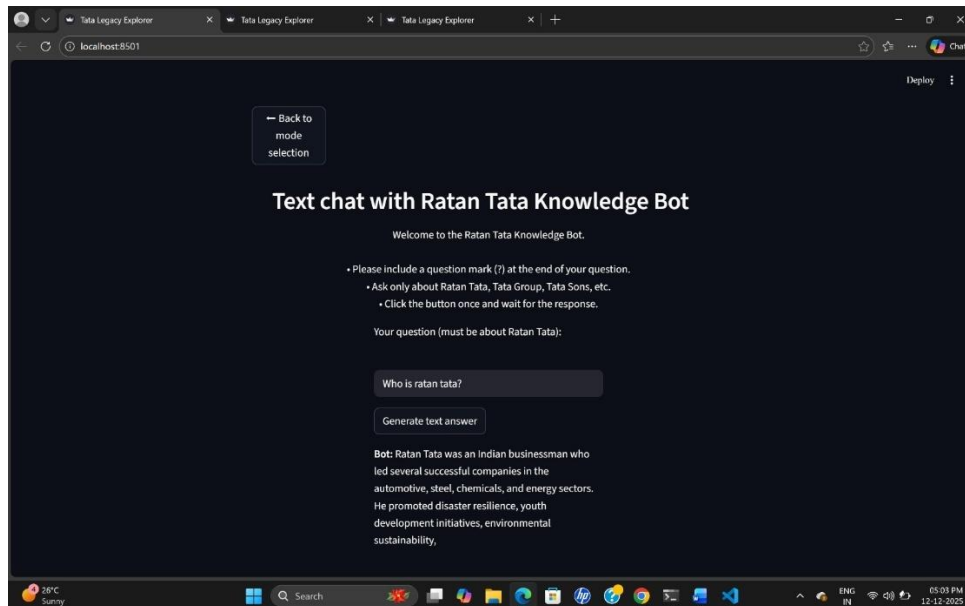 Tata Legacy Explorer
Tata Legacy Explorer
Tata Legacy Explorer
localhost:8501
Chat
Deploy
← Back to
mode
selection
Text chat with Ratan Tata Knowledge Bot
Welcome to the Ratan Tata Knowledge Bot.
• Please include a question mark (?) at the end of your question.
• Ask only about Ratan Tata, Tata Group, Tata Sons, etc.
• Click the button once and wait for the response.
Your question (must be about Ratan Tata):
Who is ratan tata?
Generate text answer
Bot: Ratan Tata was an Indian businessman who
led several successful companies in the
automotive, steel, chemicals, and energy sectors.
He promoted disaster resilience, youth
development initiatives, environmental
sustainability,
4
26°C
Sunny
Search
hp
ENG
IN
05:03 PM
12-12-2025